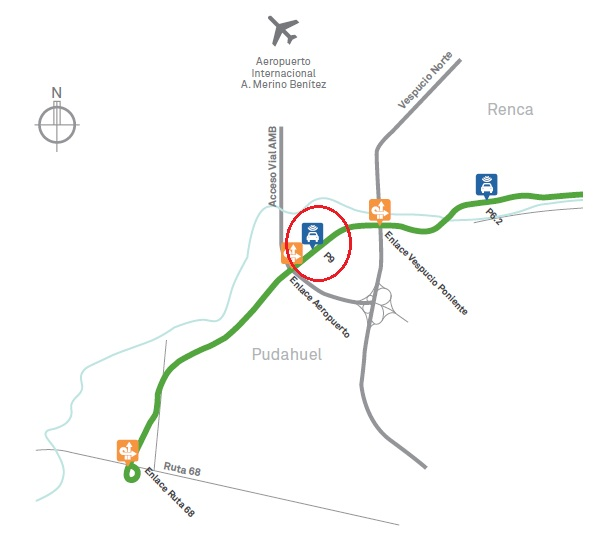 Aeropuerto
Internacional
A. Merino Benítez
N
Vespucio Norte
Renca
Acceso Vial AMB
P6.2
P9
Enlace Vespucio Poniente
Enlace Aeropuerto
Pudahuel
Ruta 68
Enlace Ruta 68